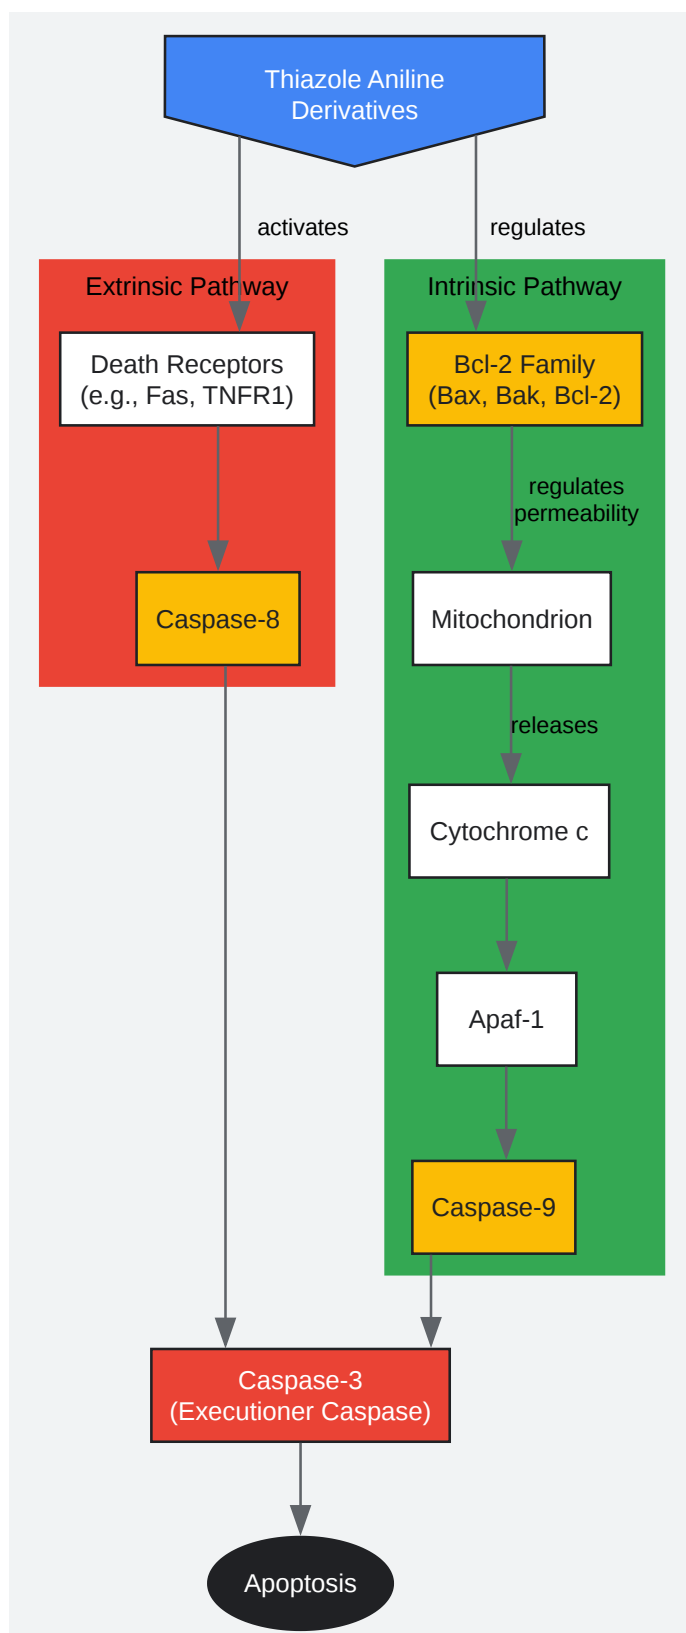 Thiazole Aniline
Derivatives
activates
regulates
Extrinsic Pathway
Intrinsic Pathway
Death Receptors
(e.g., Fas, TNFR1)
Bcl-2 Family
(Bax, Bak, Bcl-2)
regulates
permeability
Caspase-8
Mitochondrion
releases
Cytochrome c
Apaf-1
Caspase-9
Caspase-3
(Executioner Caspase)
Apoptosis